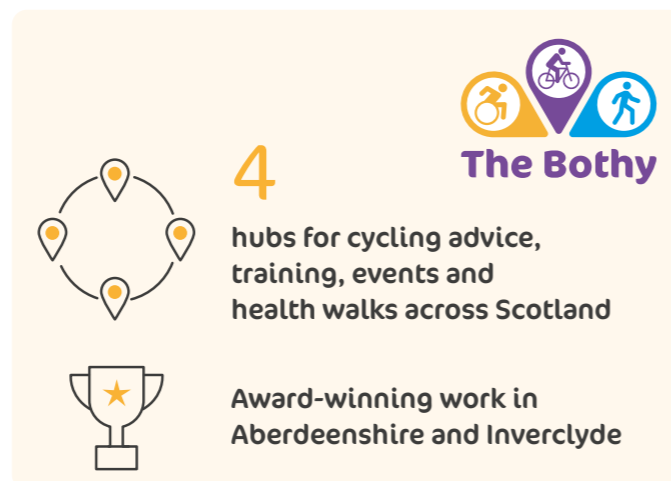 The Bothy
4
hubs for cycling advice,
training, events and
health walks across Scotland
Award-winning work in
Aberdeenshire and Inverclyde